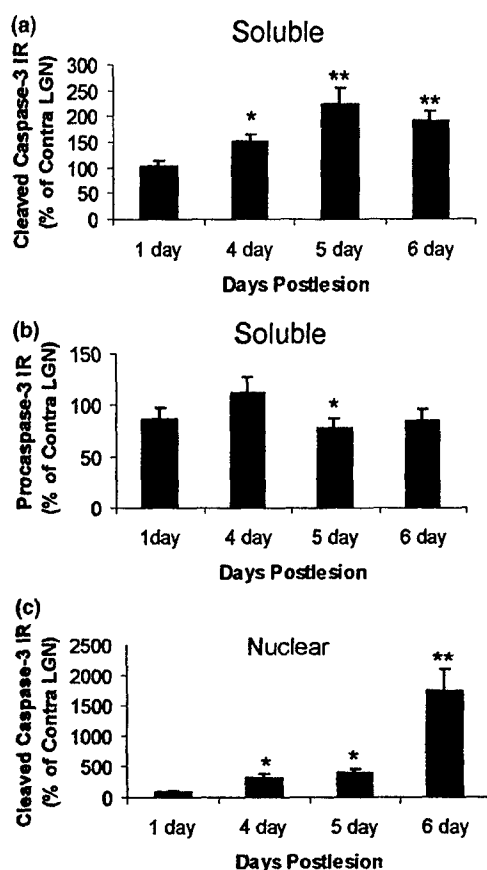 (a)
Soluble
Cleaved Caspase-3 IR
(% of Contra LGN)
300
250
200
150
100
50
0
*
**
**
1 day 4 day 5 day 6 day
Days Postlesion
(b)
Soluble
Procaspase-3 IR
(% of Contra LGN)
150
100
50
0
*
1day 4 day 5 day 6 day
Days Postlesion
(c)
Nuclear
Cleaved Caspase-3 IR
(% of Contra LGN)
2500
2000
1500
1000
500
0
*
*
**
1 day 4 day 5 day 6 day
Days Postlesion